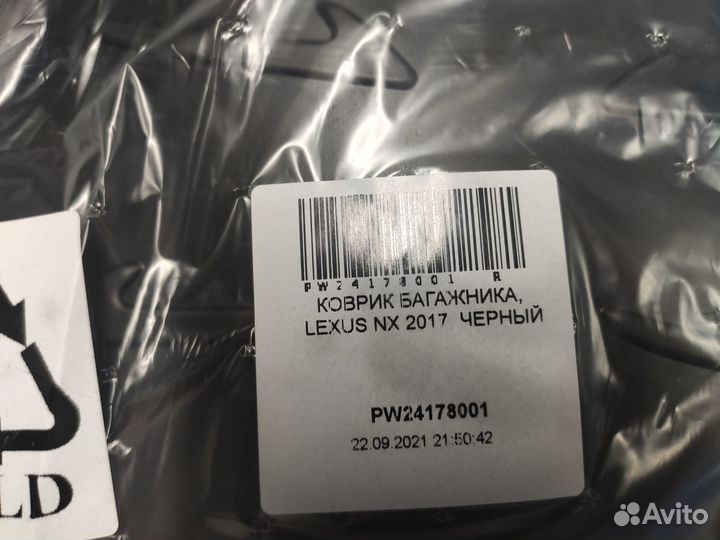 PW24178001 R
КОВРИК БАГАЖНИКА,
LEXUS NX 2017 ЧЕРНЫЙ
PW24178001
22.09.2021 21:50:42
LD
Avito